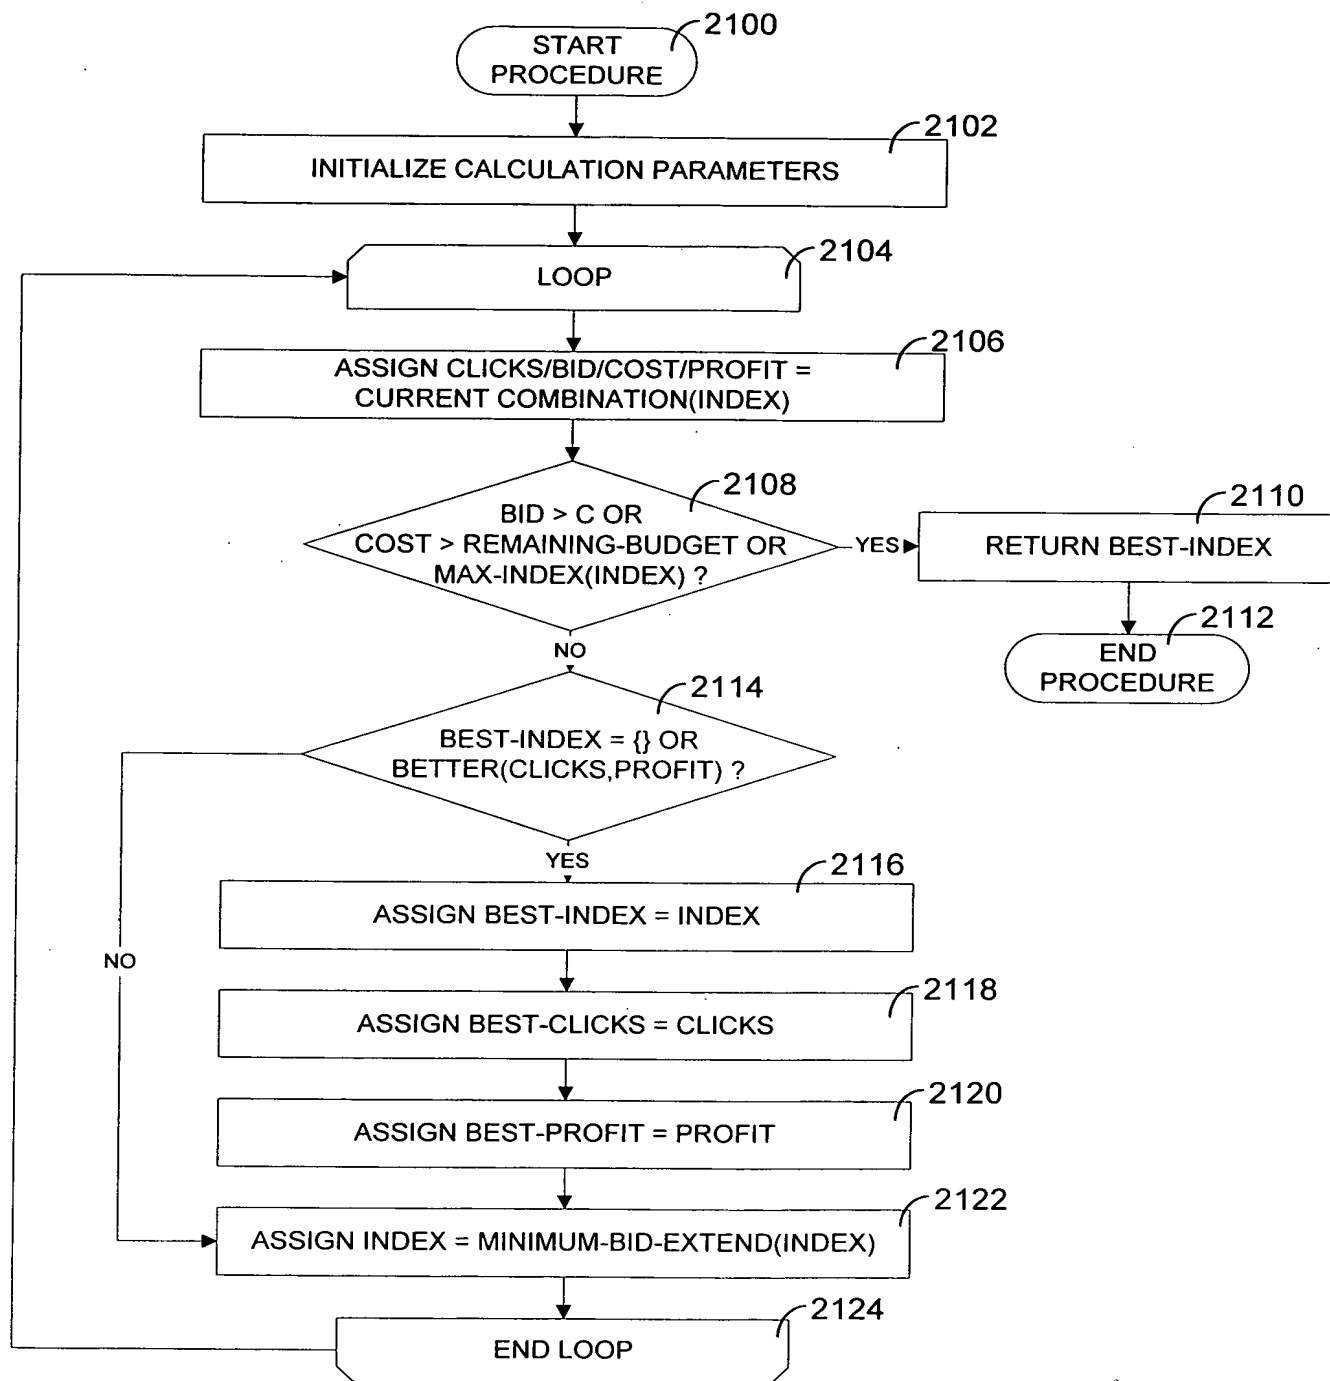 2100
START
PROCEDURE
2102
INITIALIZE CALCULATION PARAMETERS
2104
LOOP
2106
ASSIGN CLICKS/BID/COST/PROFIT =
CURRENT COMBINATION(INDEX)
2108
BID > C OR
COST > REMAINING-BUDGET OR
MAX-INDEX(INDEX) ?
YES
2110
RETURN BEST-INDEX
2112
END
PROCEDURE
NO
2114
BEST-INDEX = {} OR
BETTER(CLICKS,PROFIT) ?
YES
NO
2116
ASSIGN BEST-INDEX = INDEX
2118
ASSIGN BEST-CLICKS = CLICKS
2120
ASSIGN BEST-PROFIT = PROFIT
2122
ASSIGN INDEX = MINIMUM-BID-EXTEND(INDEX)
2124
END LOOP